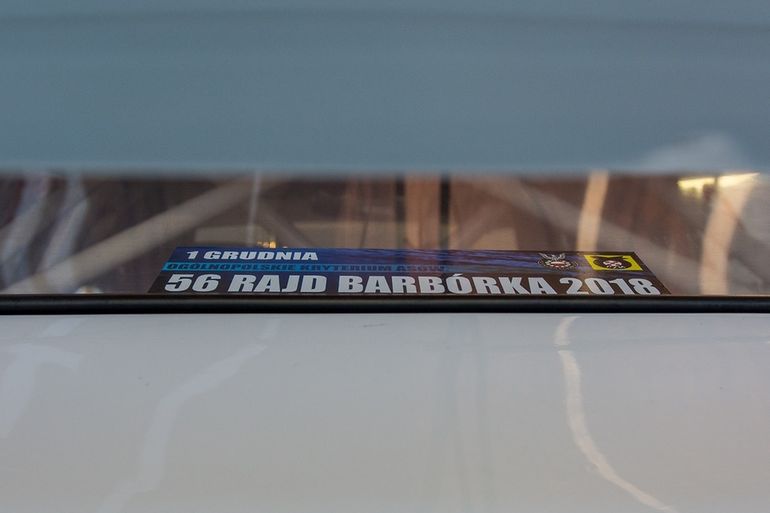 1 GRUDNIA
OGÓLNOPOLSKIE KRYTERIUM ASÓW
56 RAJD BARBÓRKA 2018